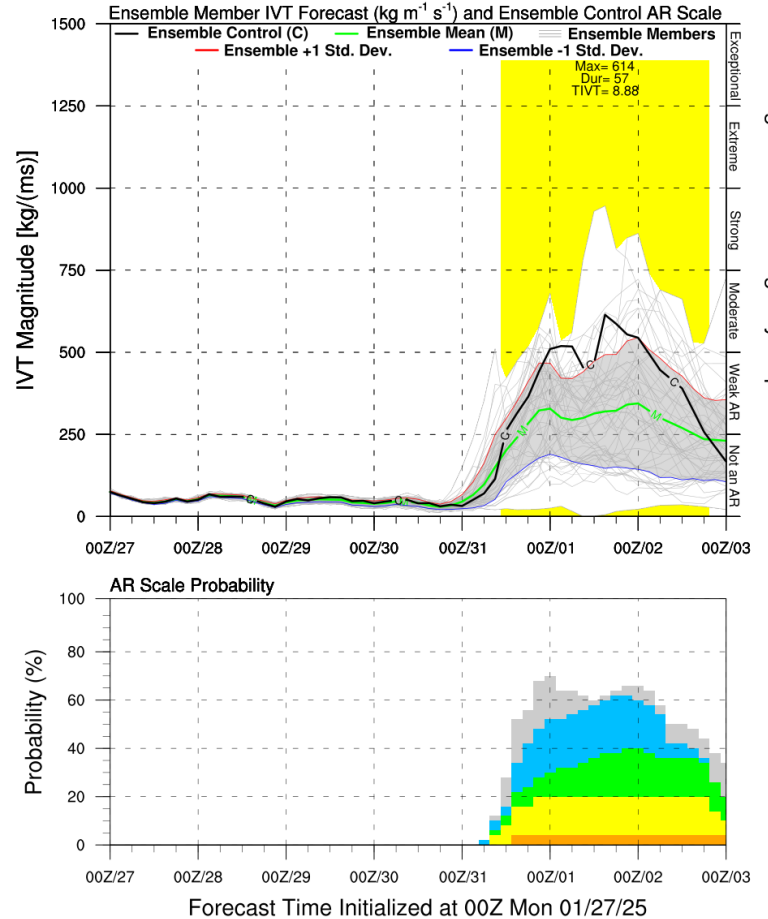 Ensemble Member IVT Forecast (kg m⁻¹ s⁻¹) and Ensemble Control AR Scale
Ensemble Control (C) Ensemble Mean (M) Ensemble Members
Ensemble +1 Std. Dev. Ensemble -1 Std. Dev.
Max= 614
Dur= 57
TIVT= 8.88
IVT Magnitude [kg/(ms)]
1500
1250
1000
750
500
250
0
Exceptional
Extreme
Strong
Moderate
Weak AR
Not an AR
C
C
C
C
C
M
M
00Z/27 00Z/28 00Z/29 00Z/30 00Z/31 00Z/01 00Z/02 00Z/03
AR Scale Probability
Probability (%)
100
80
60
40
20
0
00Z/27 00Z/28 00Z/29 00Z/30 00Z/31 00Z/01 00Z/02 00Z/03
Forecast Time Initialized at 00Z Mon 01/27/25